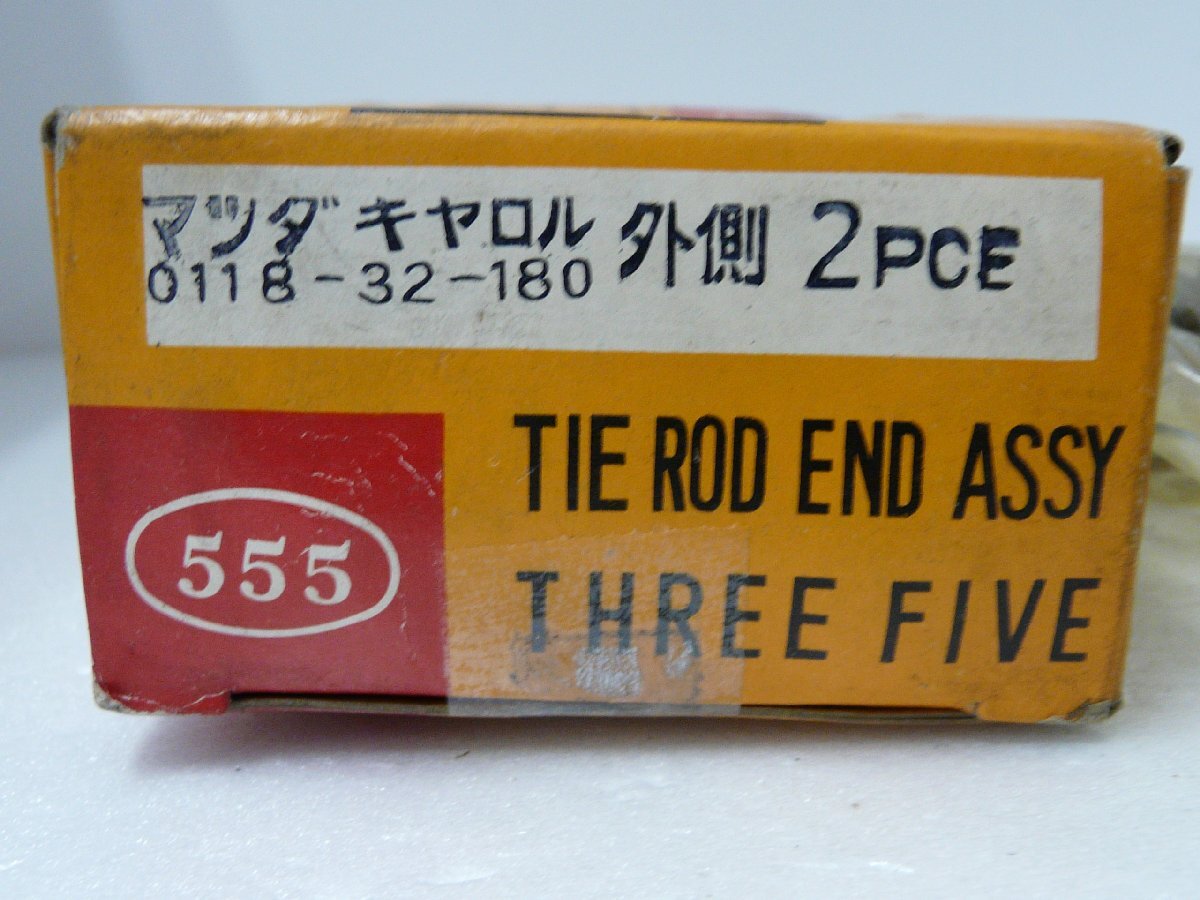 マツダ キヤロル 外側 2PCE
0118-32-180
TIE ROD END ASSY
555
THREE FIVE